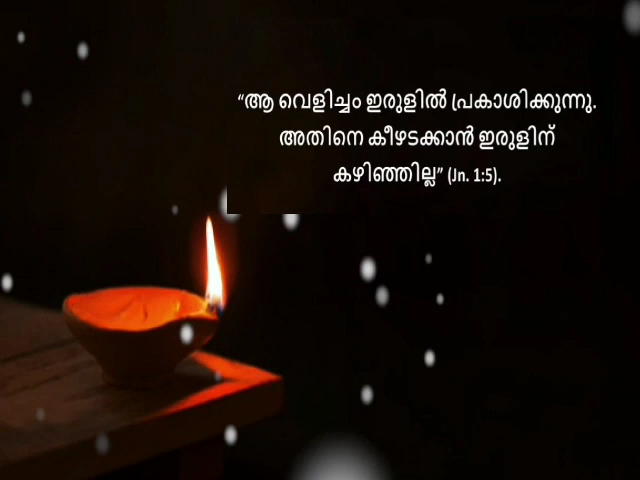 “ആ വെളിച്ചം ഇരുളിൽ പ്രകാശിക്കുന്നു.
അതിനെ കീഴടക്കാൻ ഇരുളിന്
കഴിഞ്ഞില്ല” (Jn. 1:5).